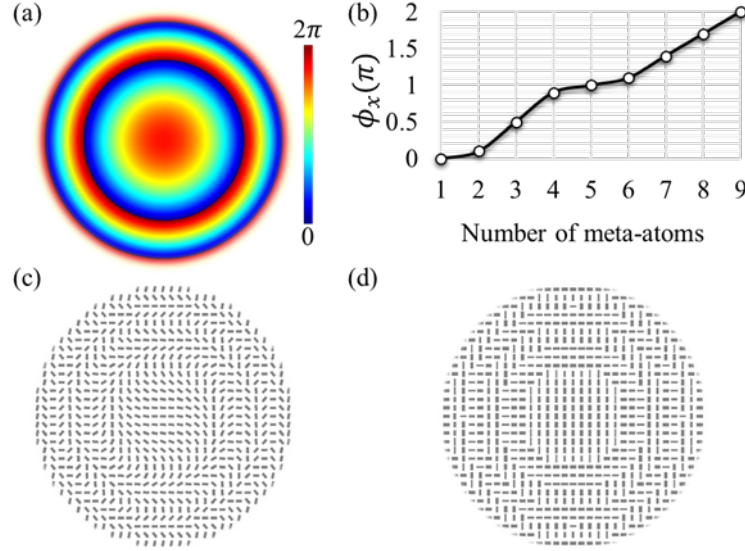 (a)
2π
0
(b)
ϕₓ(π)
2
1.5
1
0.5
0
1 2 3 4 5 6 7 8 9
Number of meta-atoms
(c)
(d)